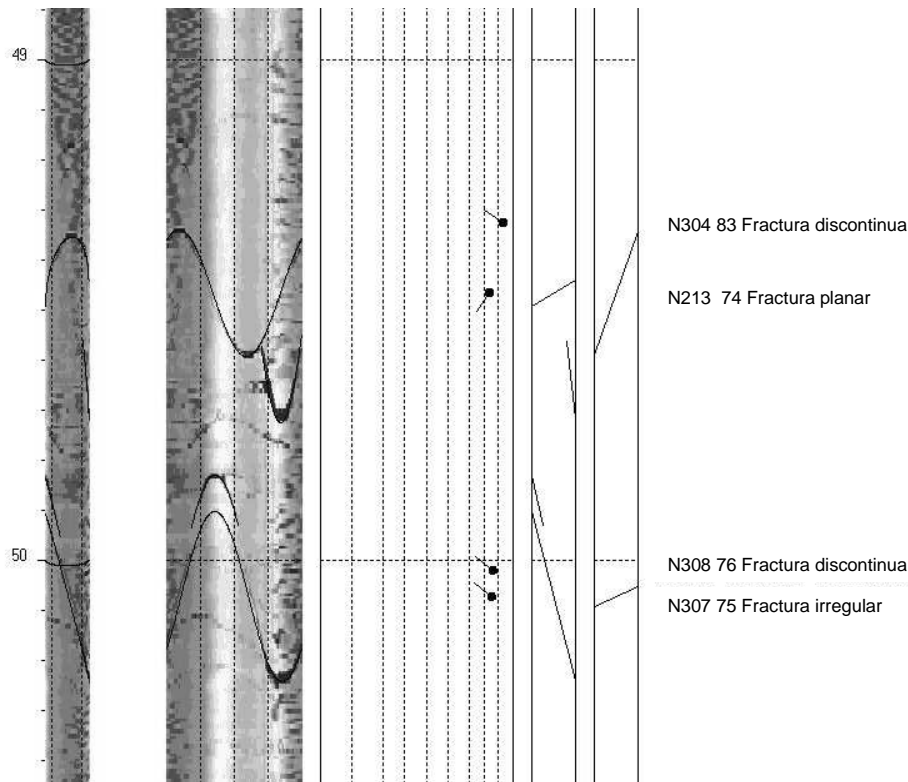 49
N304 83 Fractura discontinua
N213 74 Fractura planar
50
N308 76 Fractura discontinua
N307 75 Fractura irregular